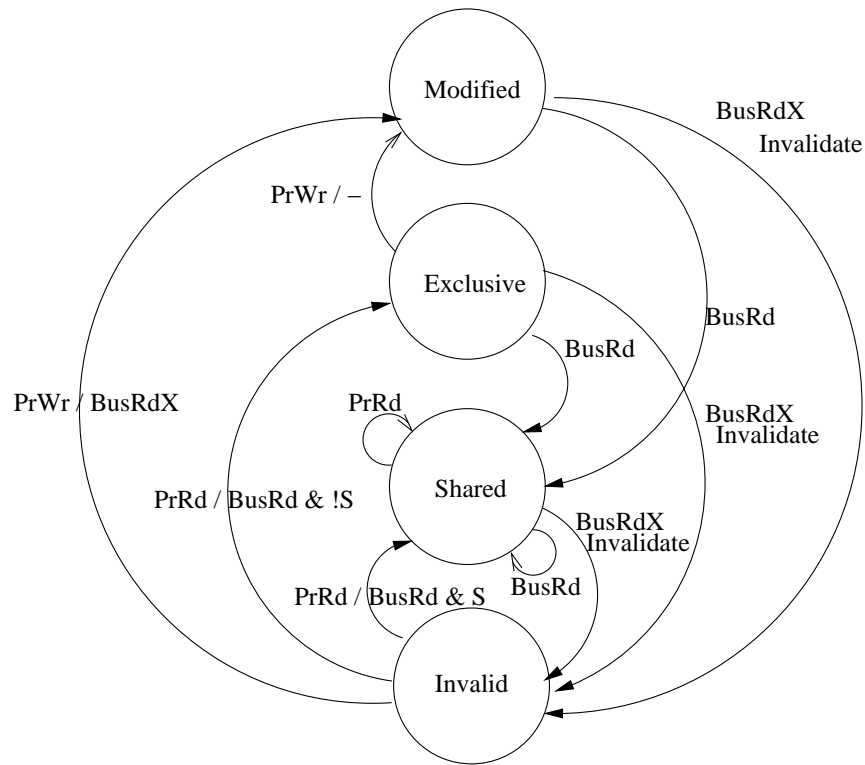 Modified
BusRdX
Invalidate
PrWr / –
Exclusive
BusRd
BusRd
PrRd
PrWr / BusRdX
BusRdX
Invalidate
PrRd / BusRd & !S
Shared
BusRdX
Invalidate
BusRd
PrRd / BusRd & S
Invalid